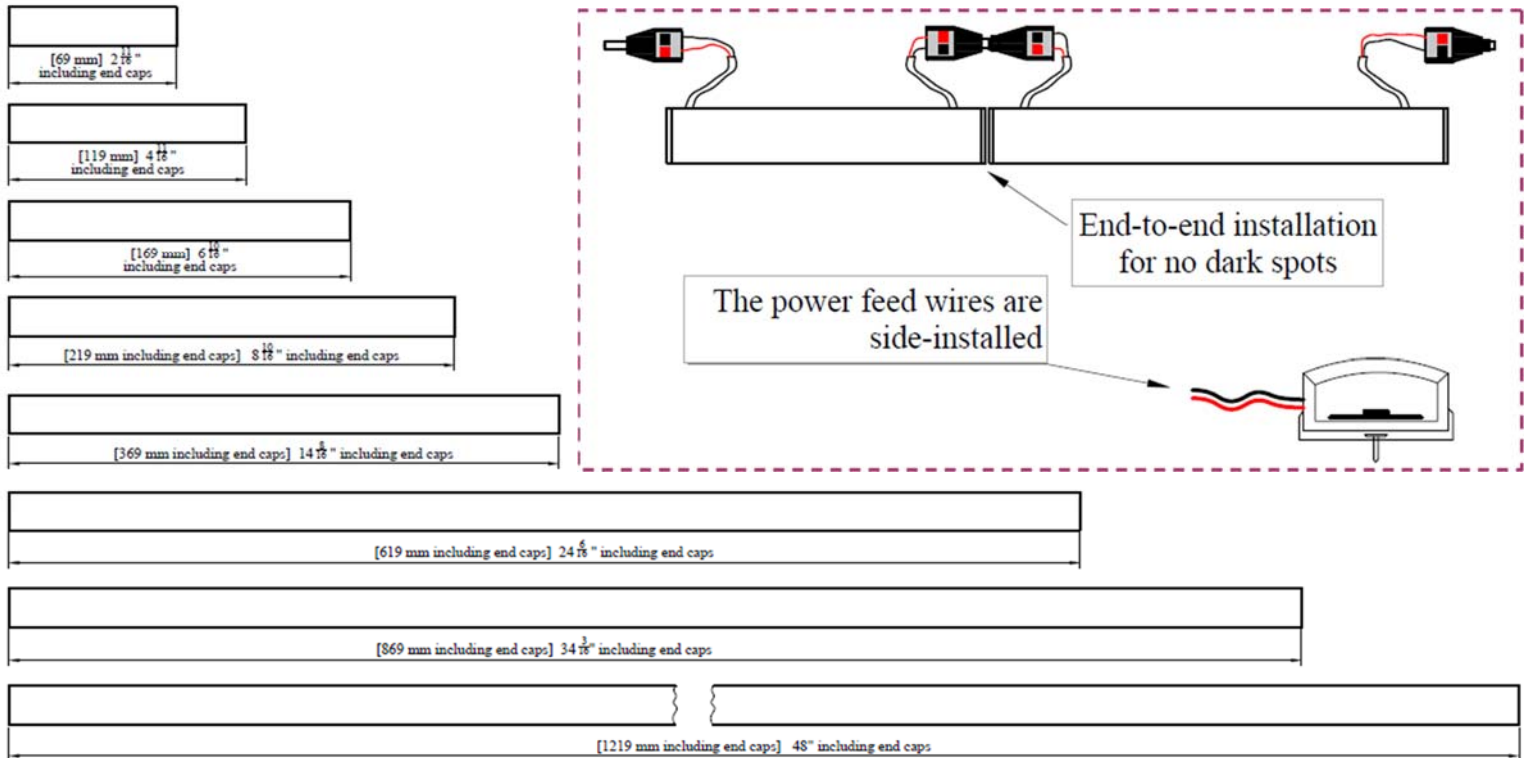 [69 mm] 2 11/16"
including end caps
[119 mm] 4 11/16"
including end caps
[169 mm] 6 10/16"
including end caps
[219 mm including end caps] 8 10/16" including end caps
[369 mm including end caps] 14 8/16" including end caps
[619 mm including end caps] 24 6/16" including end caps
[869 mm including end caps] 34 3/16" including end caps
[1219 mm including end caps] 48" including end caps
End-to-end installation
for no dark spots
The power feed wires are
side-installed